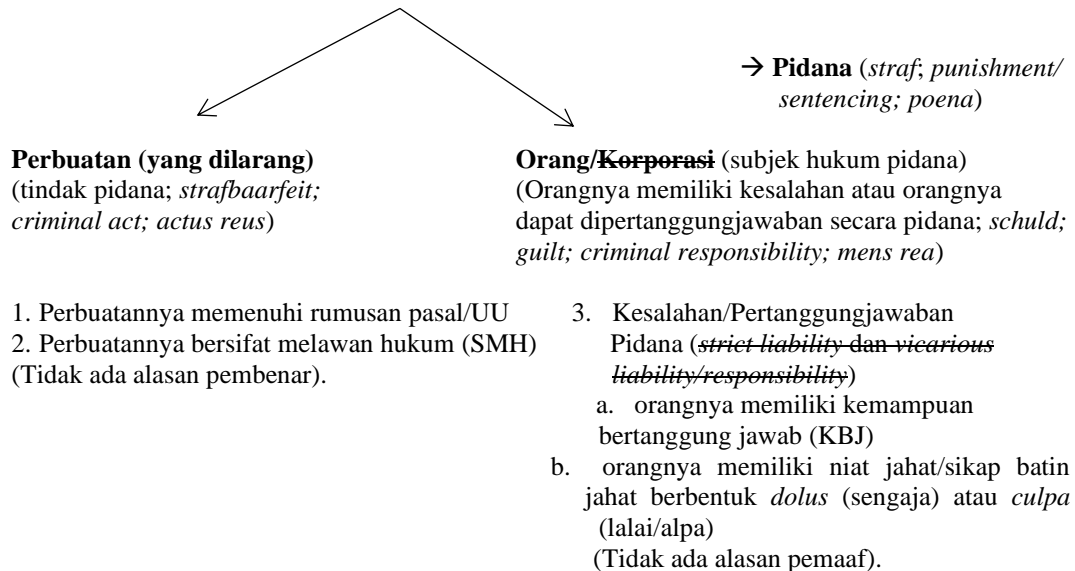 → Pidana (straf; punishment/
sentencing; poena)
Perbuatan (yang dilarang)
(tindak pidana; strafbaarfeit;
criminal act; actus reus)
Orang/Korporasi (subjek hukum pidana)
(Orangnya memiliki kesalahan atau orangnya
dapat dipertanggungjawaban secara pidana; schuld;
guilt; criminal responsibility; mens rea)
1. Perbuatannya memenuhi rumusan pasal/UU
2. Perbuatannya bersifat melawan hukum (SMH)
(Tidak ada alasan pembenar).
3. Kesalahan/Pertanggungjawaban
Pidana (strict liability dan vicarious
liability/responsibility)
a. orangnya memiliki kemampuan
bertanggung jawab (KBJ)
b. orangnya memiliki niat jahat/sikap batin
jahat berbentuk dolus (sengaja) atau culpa
(lalai/alpa)
(Tidak ada alasan pemaaf).